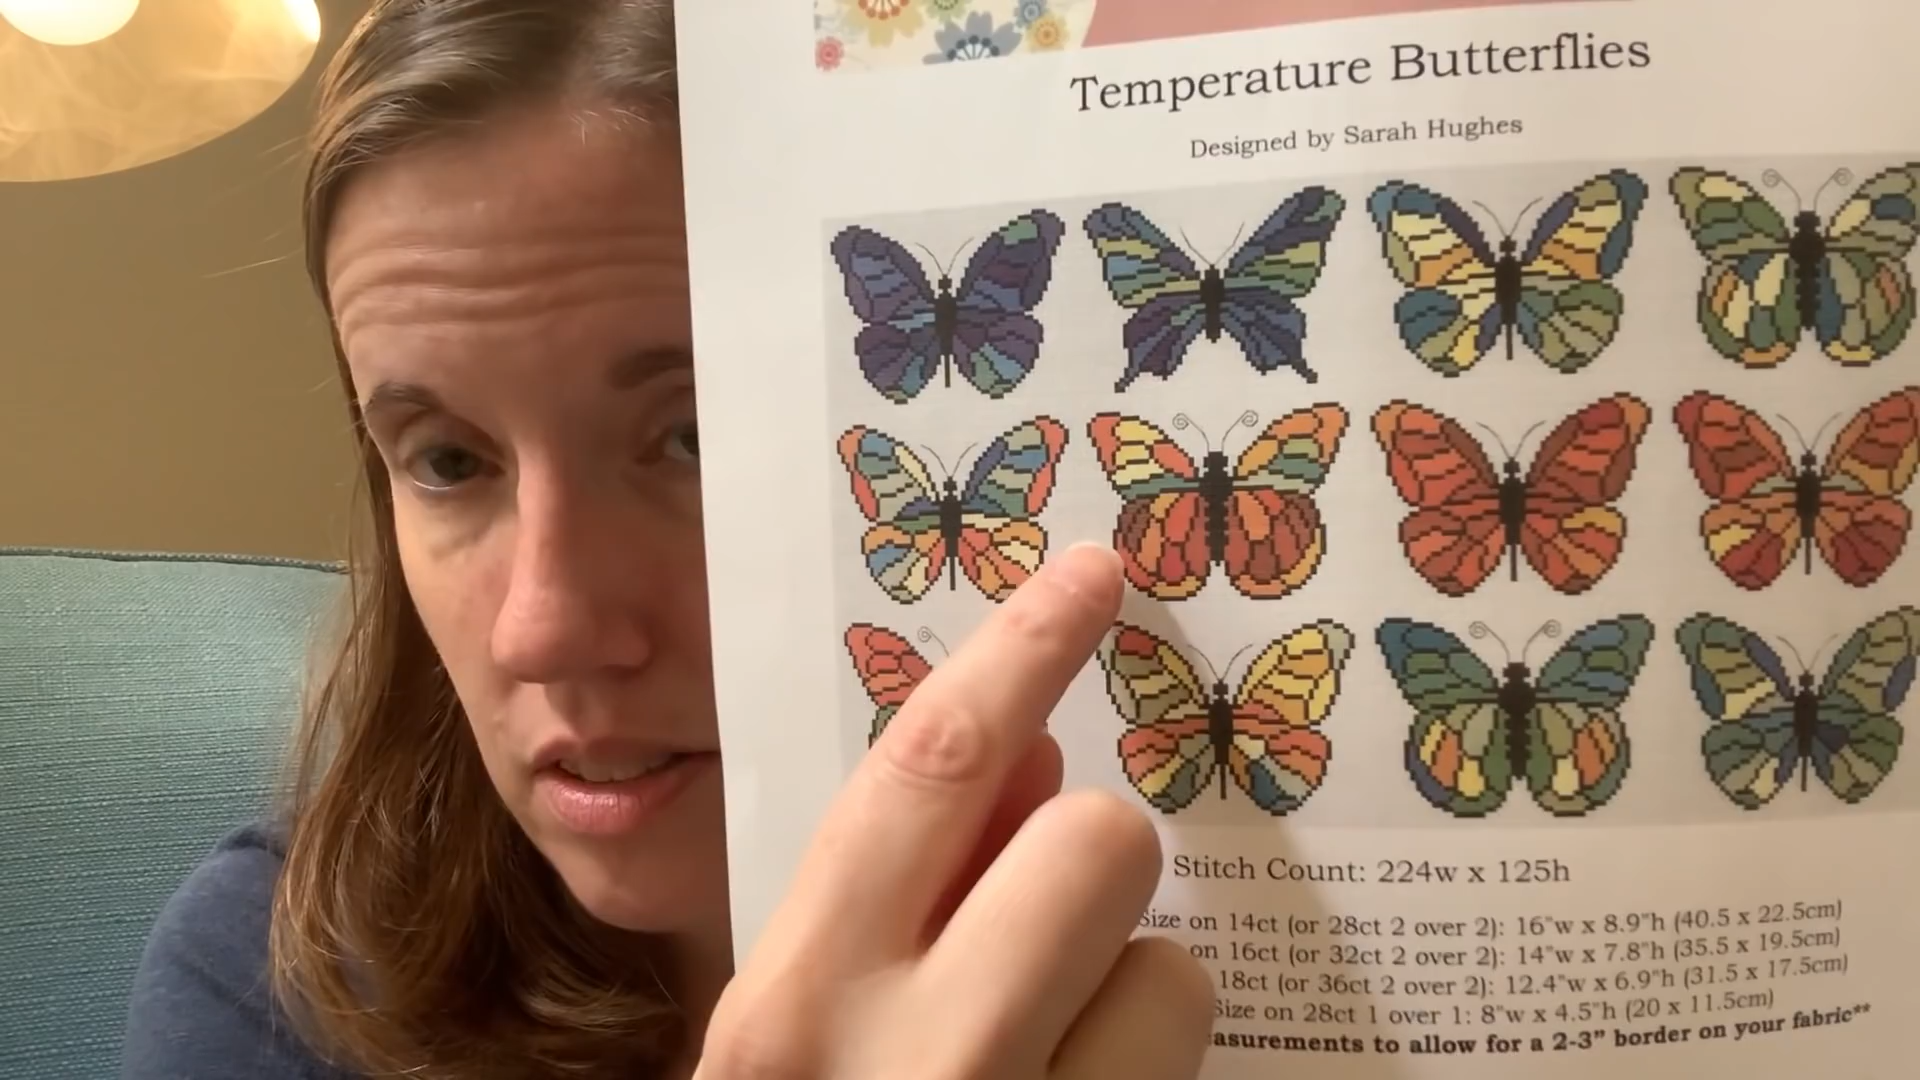 Temperature Butterflies
Designed by Sarah Hughes
Stitch Count: 224w x 125h
Size on 14ct (or 28ct 2 over 2): 16"w x 8.9"h (40.5 x 22.5cm)
on 16ct (or 32ct 2 over 2): 14"w x 7.8"h (35.5 x 19.5cm)
18ct (or 36ct 2 over 2): 12.4"w x 6.9"h (31.5 x 17.5cm)
Size on 28ct 1 over 1: 8"w x 4.5"h (20 x 11.5cm)
asurements to allow for a 2-3" border on your fabric**